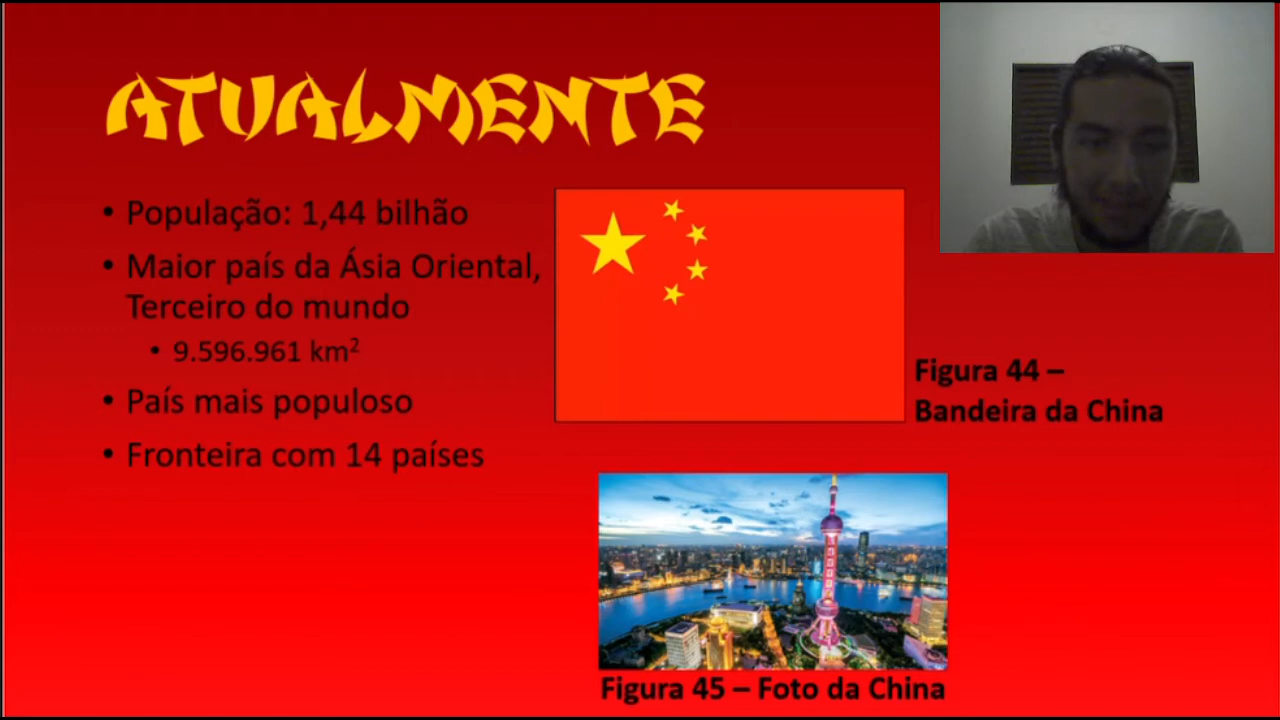 ATUALMENTE
• População: 1,44 bilhão
• Maior país da Ásia Oriental,
Terceiro do mundo
• 9.596.961 km²
• País mais populoso
• Fronteira com 14 países
Figura 44 –
Bandeira da China
Figura 45 – Foto da China